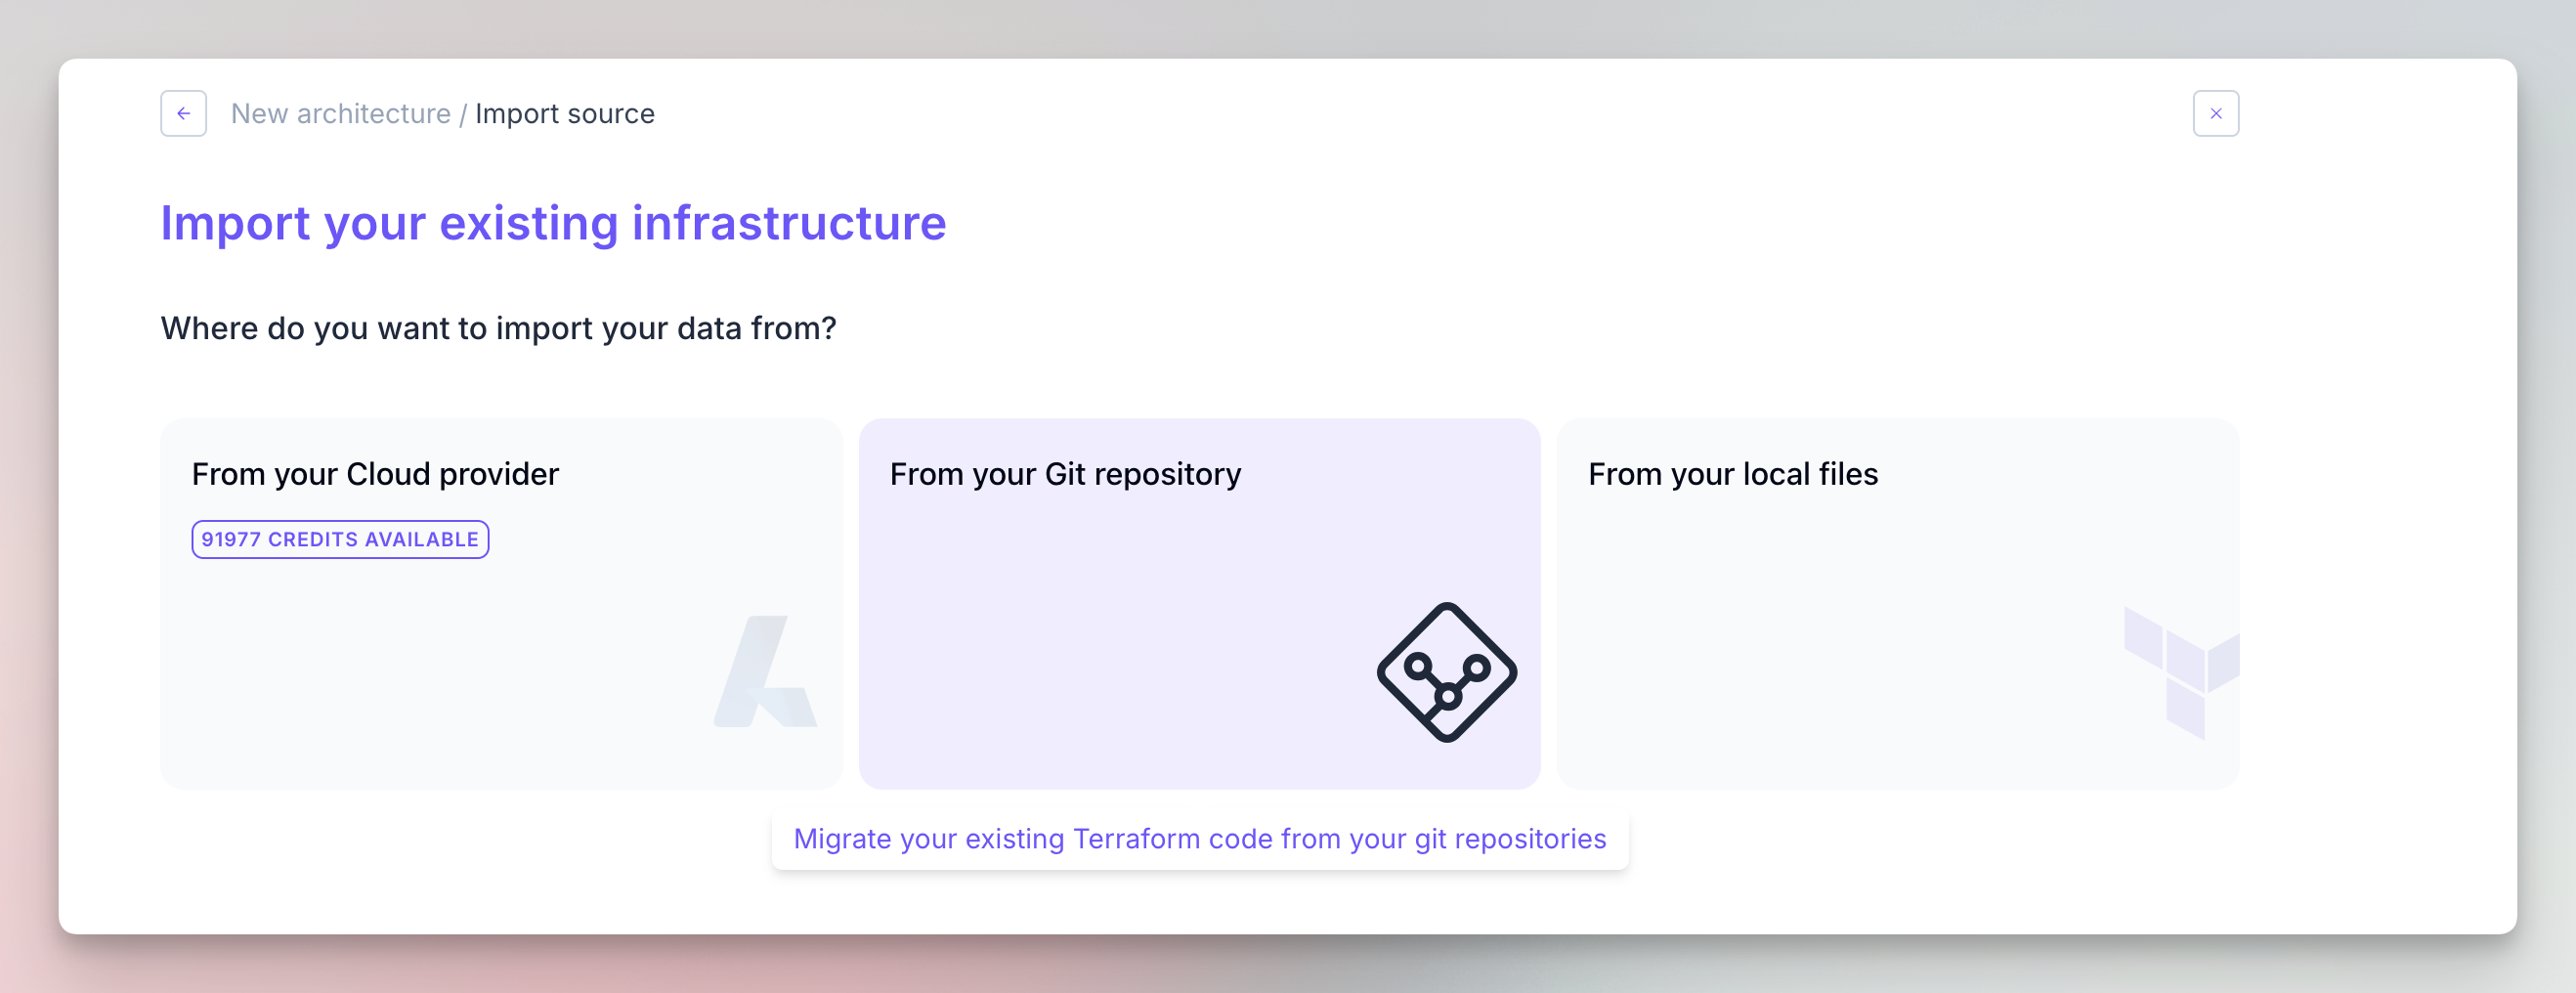 New architecture / Import source
Import your existing infrastructure
Where do you want to import your data from?
From your Cloud provider
91977 CREDITS AVAILABLE
From your Git repository
From your local files
Migrate your existing Terraform code from your git repositories